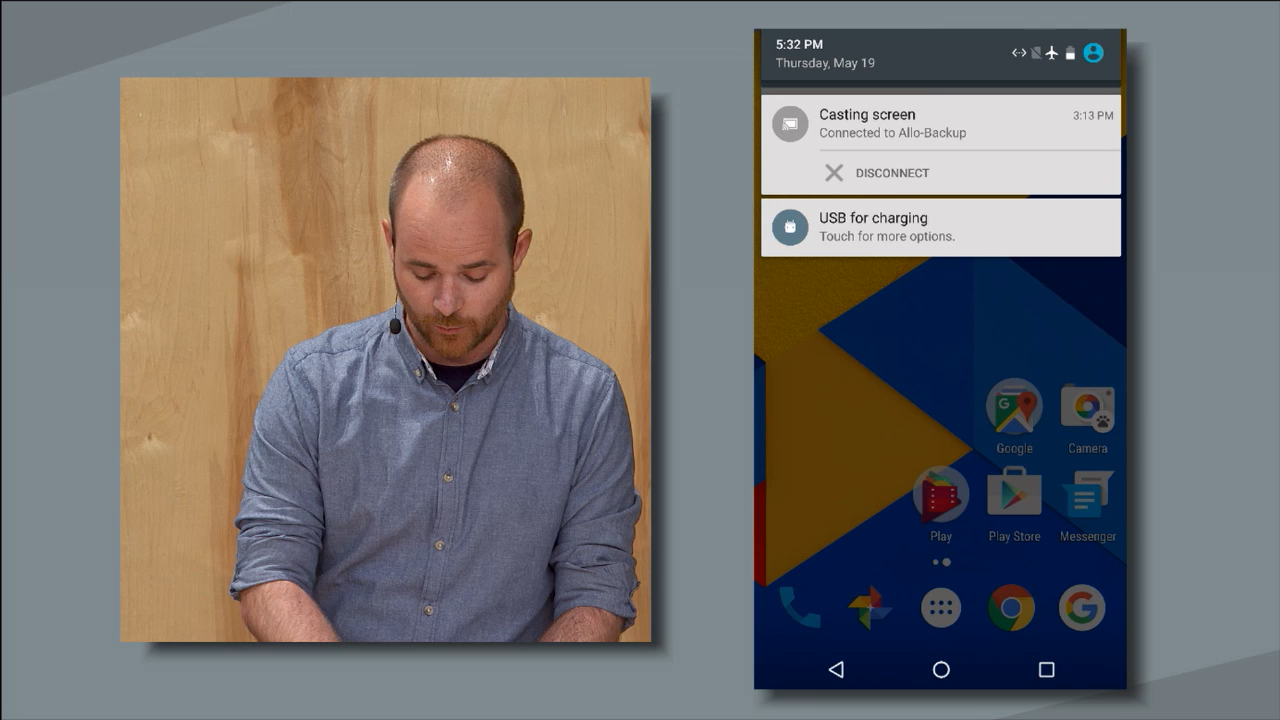 5:32 PM
Thursday, May 19
Casting screen
3:13 PM
Connected to Allo-Backup
DISCONNECT
USB for charging
Touch for more options.
Google
Camera
Play
Play Store
Messenger